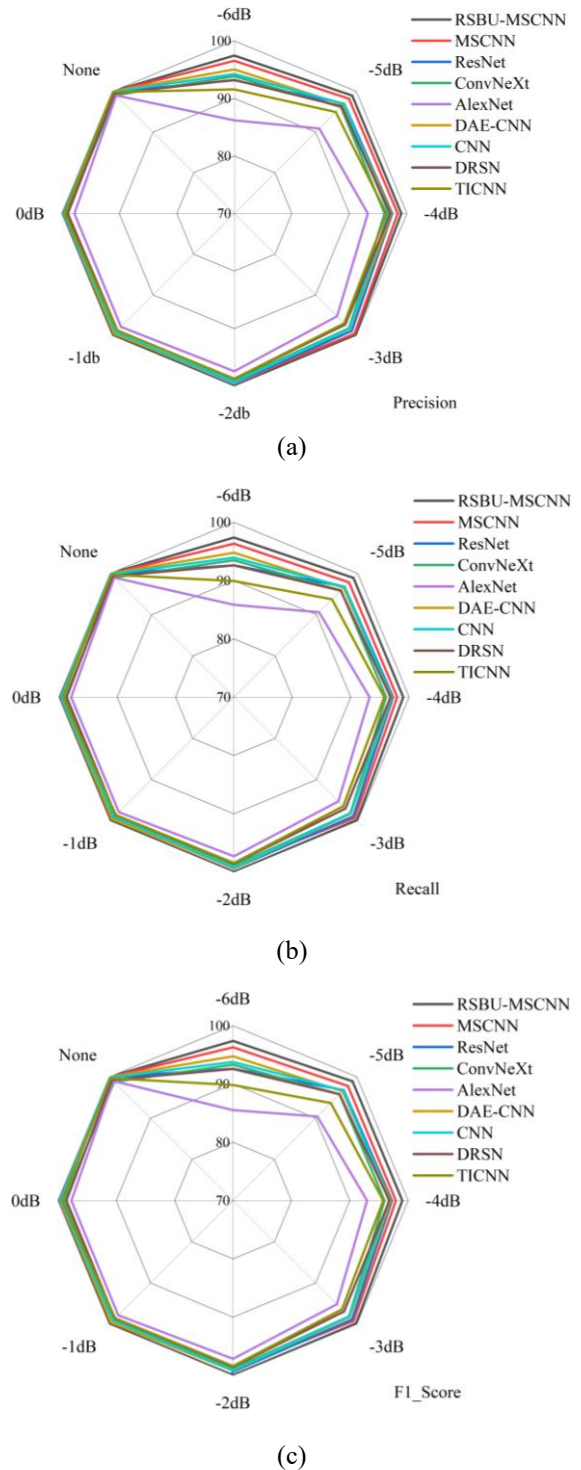 -6dB
100
90
80
70
None
-5dB
0dB
-4dB
-1db
-3dB
-2db
RSBU-MSCNN
MSCNN
ResNet
ConvNeXt
AlexNet
DAE-CNN
CNN
DRSN
TICNN
Precision
(a)
-6dB
100
90
80
70
None
-5dB
0dB
-4dB
-1dB
-3dB
-2dB
RSBU-MSCNN
MSCNN
ResNet
ConvNeXt
AlexNet
DAE-CNN
CNN
DRSN
TICNN
Recall
(b)
-6dB
100
90
80
70
None
-5dB
0dB
-4dB
-1dB
-3dB
-2dB
RSBU-MSCNN
MSCNN
ResNet
ConvNeXt
AlexNet
DAE-CNN
CNN
DRSN
TICNN
F1_Score
(c)